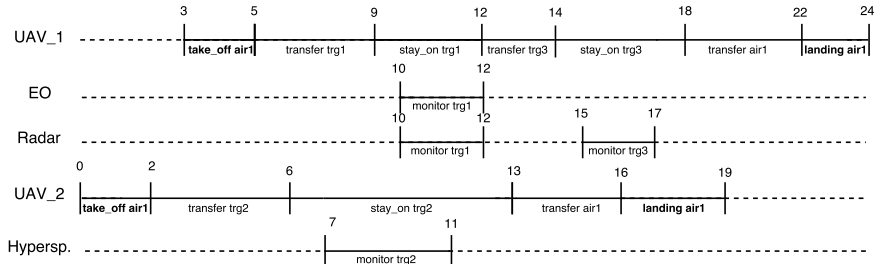 3 5 9 12 14 18 22 24
UAV_1
take_off air1 transfer trg1 stay_on trg1 transfer trg3 stay_on trg3 transfer air1 landing air1
10 12
EO
monitor trg1
10 12 15 17
Radar
monitor trg1 monitor trg3
0 2 6 13 16 19
UAV_2
take_off air1 transfer trg2 stay_on trg2 transfer air1 landing air1
7 11
Hypersp.
monitor trg2